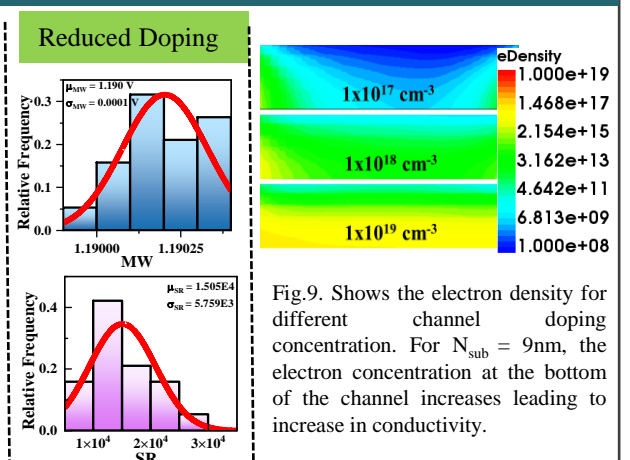 Reduced Doping
μMW = 1.190 V
σMW = 0.0001 V
0.3
0.2
0.1
0.0
Relative Frequency
1.19000 1.19025
MW
μSR = 1.505E4
σSR = 5.759E3
0.4
0.2
0.0
Relative Frequency
1×10⁴ 2×10⁴ 3×10⁴
SR
1x10¹⁷ cm⁻³
1x10¹⁸ cm⁻³
1x10¹⁹ cm⁻³
eDensity
1.000e+19
1.468e+17
2.154e+15
3.162e+13
4.642e+11
6.813e+09
1.000e+08
Fig.9. Shows the electron density for
different channel doping
concentration. For Nsub = 9nm, the
electron concentration at the bottom
of the channel increases leading to
increase in conductivity.